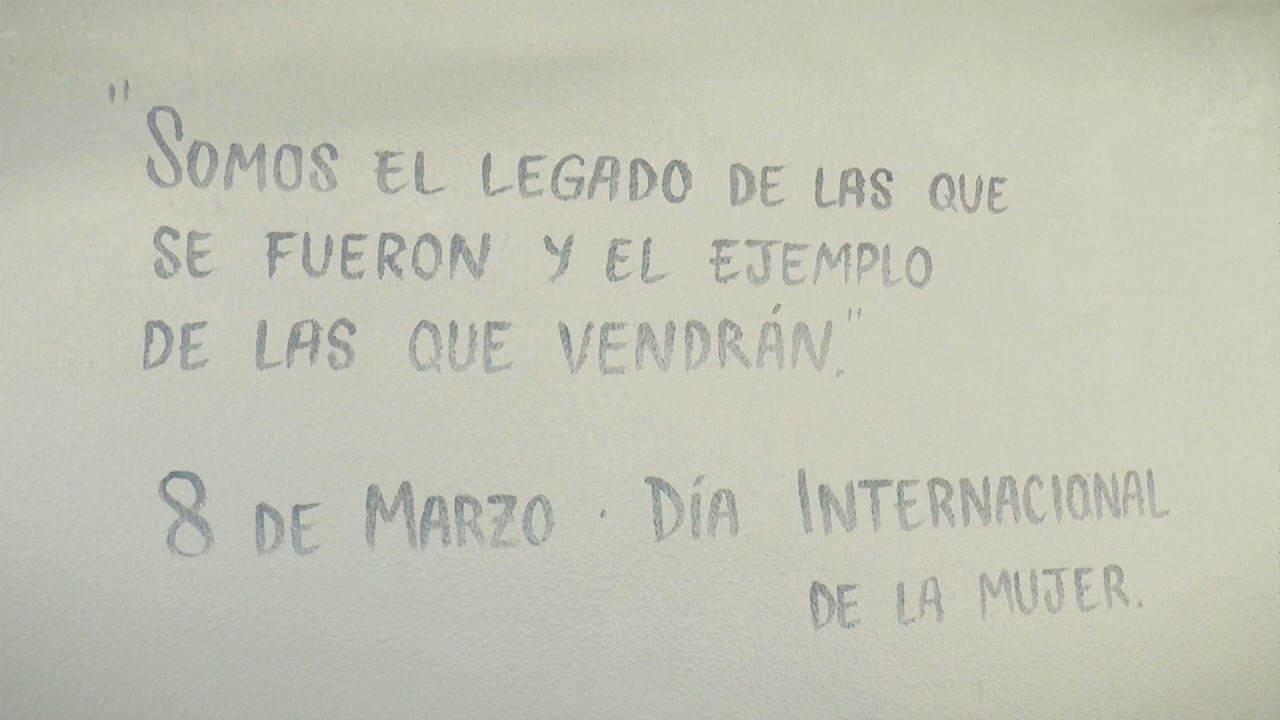 "Somos el legado de las que
se fueron y el ejemplo
de las que vendrán."
8 de Marzo · Día Internacional
de la mujer.